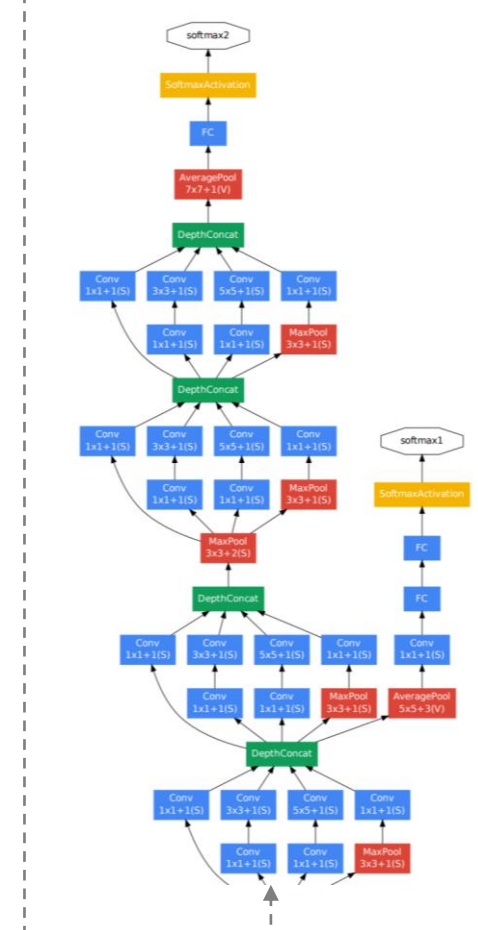 softmax2
SoftmaxActivation
FC
AveragePool
7x7+1(V)
DepthConcat
Conv
1x1+1(S)
Conv
3x3+1(S)
Conv
5x5+1(S)
Conv
1x1+1(S)
Conv
1x1+1(S)
Conv
1x1+1(S)
MaxPool
3x3+1(S)
DepthConcat
Conv
1x1+1(S)
Conv
3x3+1(S)
Conv
5x5+1(S)
Conv
1x1+1(S)
softmax1
Conv
1x1+1(S)
Conv
1x1+1(S)
MaxPool
3x3+1(S)
SoftmaxActivation
MaxPool
3x3+2(S)
FC
DepthConcat
FC
Conv
1x1+1(S)
Conv
3x3+1(S)
Conv
5x5+1(S)
Conv
1x1+1(S)
Conv
1x1+1(S)
Conv
1x1+1(S)
Conv
1x1+1(S)
MaxPool
3x3+1(S)
AveragePool
5x5+3(V)
DepthConcat
Conv
1x1+1(S)
Conv
3x3+1(S)
Conv
5x5+1(S)
Conv
1x1+1(S)
Conv
1x1+1(S)
Conv
1x1+1(S)
MaxPool
3x3+1(S)